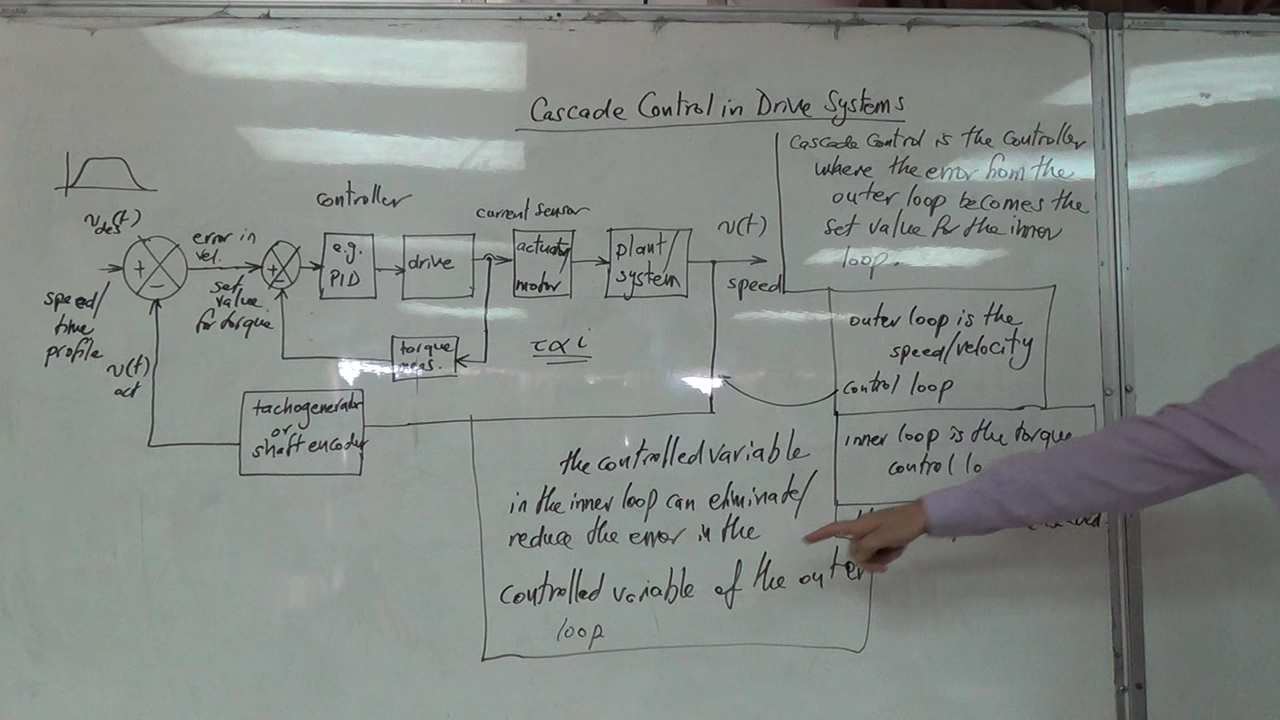 Cascade Control in Drive Systems
Cascade Control is the Controller
where the error from the
outer loop becomes the
set value for the inner
loop.
controller
current sensor
v des (t)
error in
vel.
+
−
set
value
for torque
+
−
e.g.
PID
drive
actuator/
motor
plant/
system
v(t)
speed
speed/
time
profile
v(t)
act
torque
meas.
τ α i
tachogenerator
or
shaft encoder
outer loop is the
speed/velocity
control loop
inner loop is the torque
control lo
the controlled variable
in the inner loop can eliminate/
reduce the error in the
controlled variable of the outer
loop